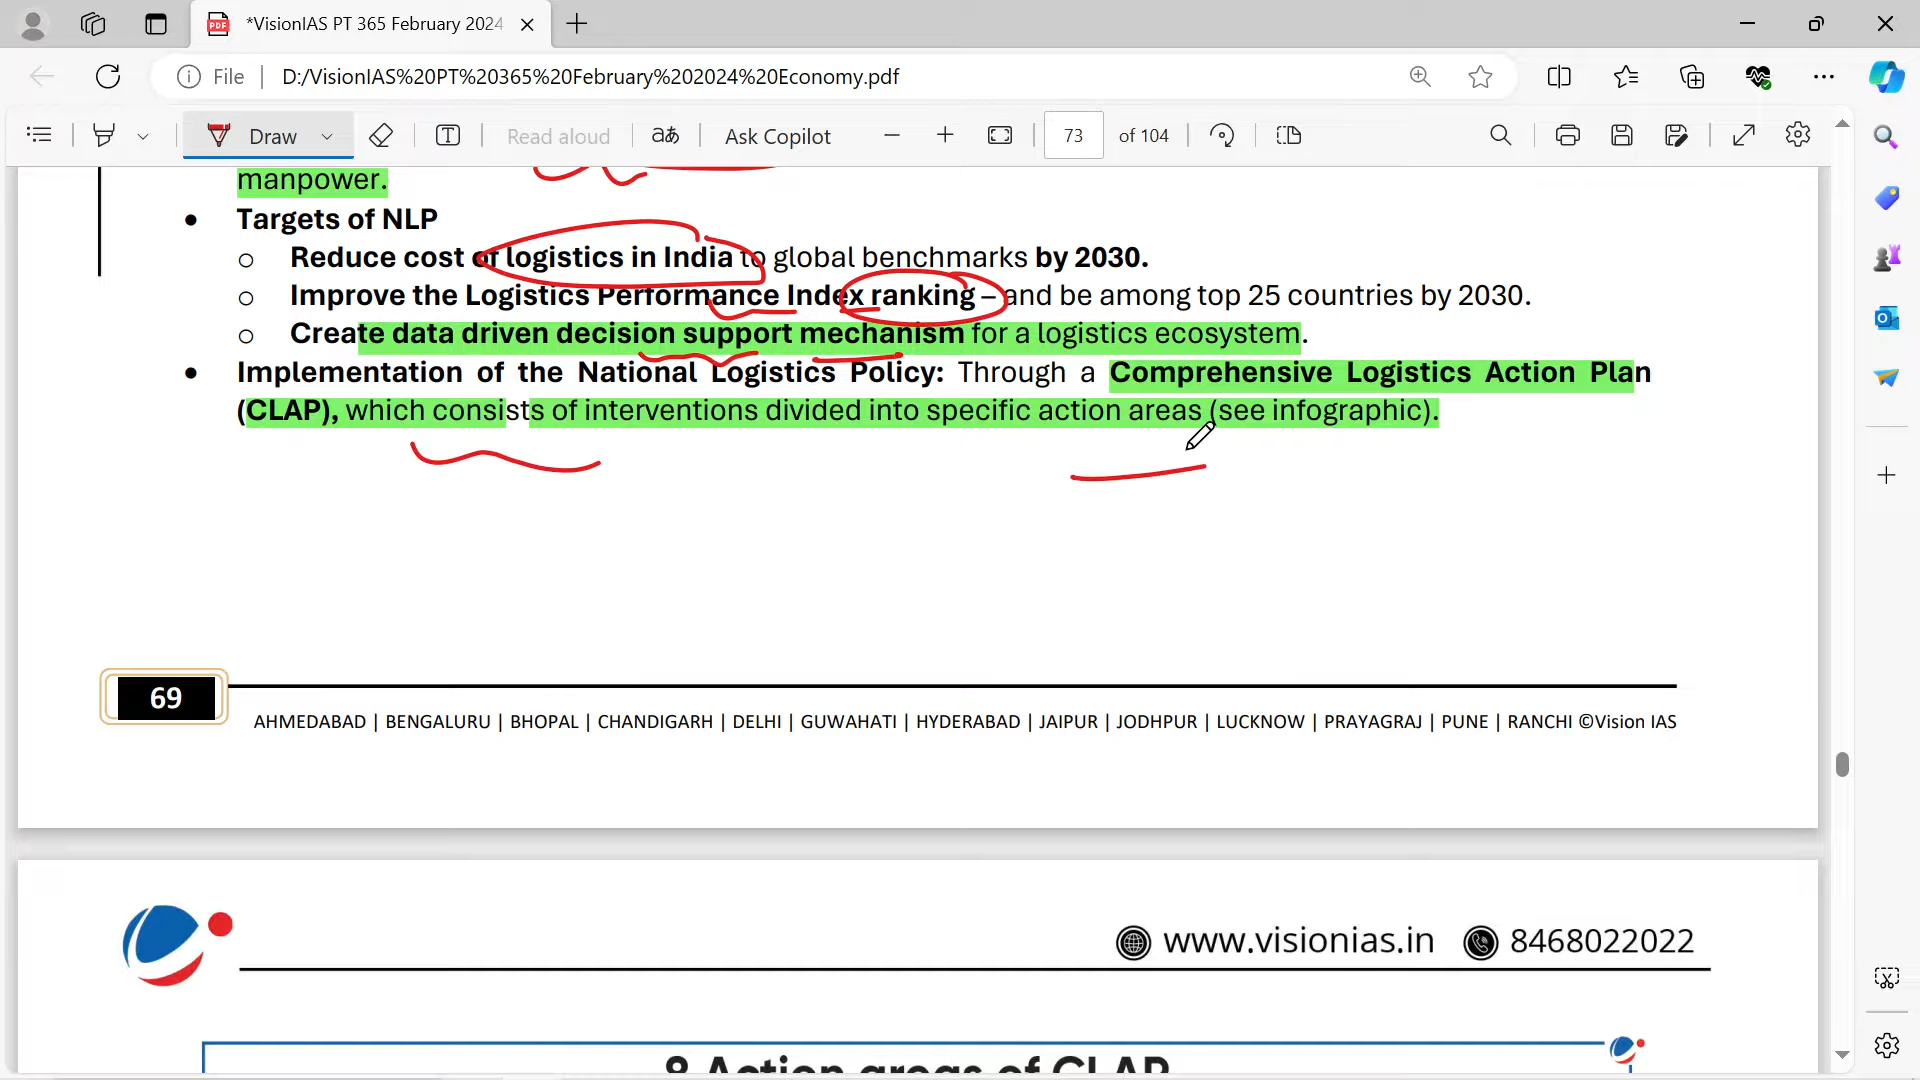 *VisionIAS PT 365 February 2024
File D:/VisionIAS%20PT%20365%20February%202024%20Economy.pdf
Draw Read aloud Ask Copilot 73 of 104
manpower.
• Targets of NLP
o Reduce cost of logistics in India to global benchmarks by 2030.
o Improve the Logistics Performance Index ranking – and be among top 25 countries by 2030.
o Create data driven decision support mechanism for a logistics ecosystem.
• Implementation of the National Logistics Policy: Through a Comprehensive Logistics Action Plan
(CLAP), which consists of interventions divided into specific action areas (see infographic).
69
AHMEDABAD | BENGALURU | BHOPAL | CHANDIGARH | DELHI | GUWAHATI | HYDERABAD | JAIPUR | JODHPUR | LUCKNOW | PRAYAGRAJ | PUNE | RANCHI ©Vision IAS
www.visionias.in 8468022022
8 Action areas of CLAP